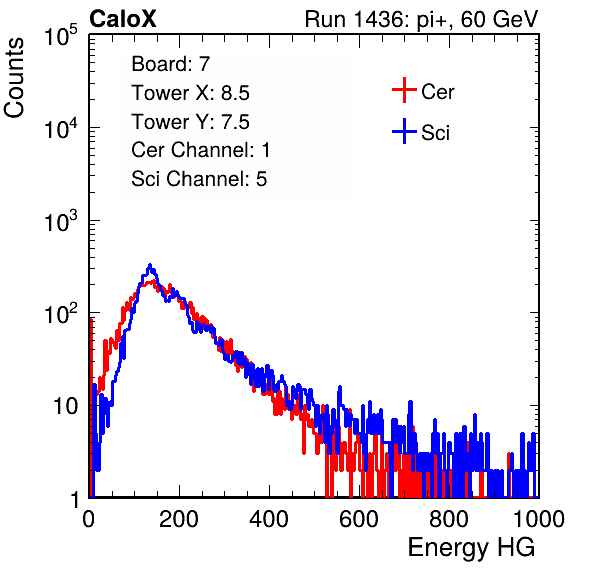 CaloX Run 1436: pi+, 60 GeV
Counts
Board: 7
Tower X: 8.5
Tower Y: 7.5
Cer Channel: 1
Sci Channel: 5
Cer
Sci
10^5
10^4
10^3
10^2
10
1
0 200 400 600 800 1000
Energy HG